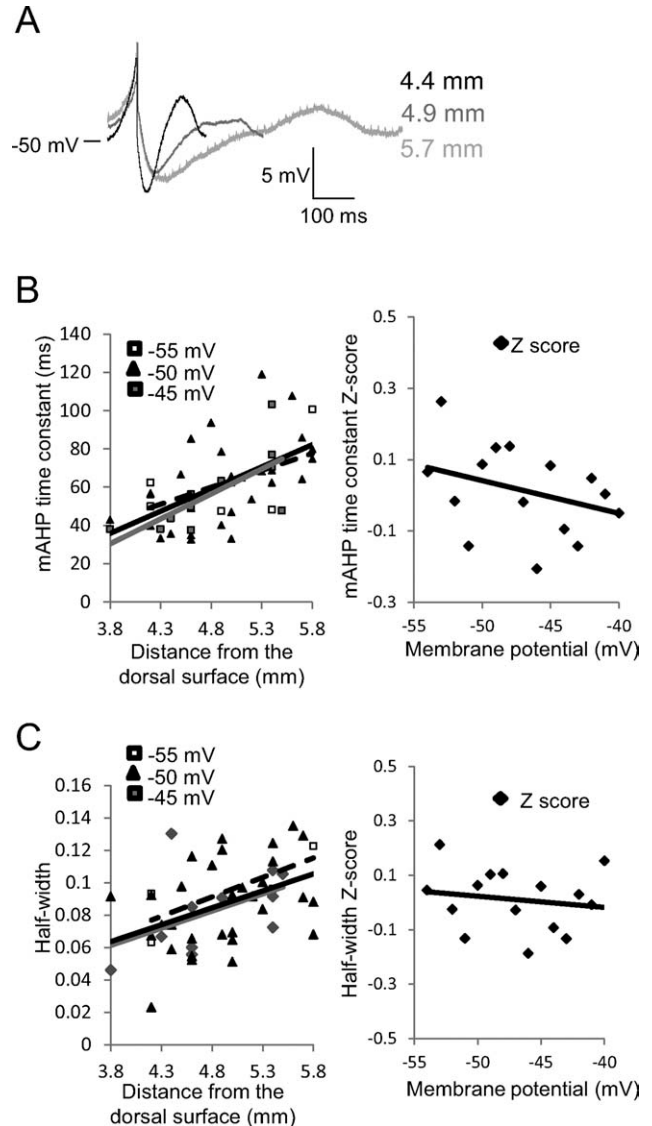 A
4.4 mm
4.9 mm
5.7 mm
-50 mV
5 mV
100 ms
B
mAHP time constant (ms)
140
120
100
80
60
40
20
0
-55 mV
-50 mV
-45 mV
3.8 4.3 4.8 5.3 5.8
Distance from the
dorsal surface (mm)
mAHP time constant Z-score
0.5
0.3
0.1
-0.1
-0.3
Z score
-55 -50 -45 -40
Membrane potential (mV)
C
Half-width
0.16
0.14
0.12
0.1
0.08
0.06
0.04
0.02
0
-55 mV
-50 mV
-45 mV
3.8 4.3 4.8 5.3 5.8
Distance from the
dorsal surface (mm)
Half-width Z-score
0.5
0.3
0.1
-0.1
-0.3
-0.5
Z score
-55 -50 -45 -40
Membrane potential (mV)